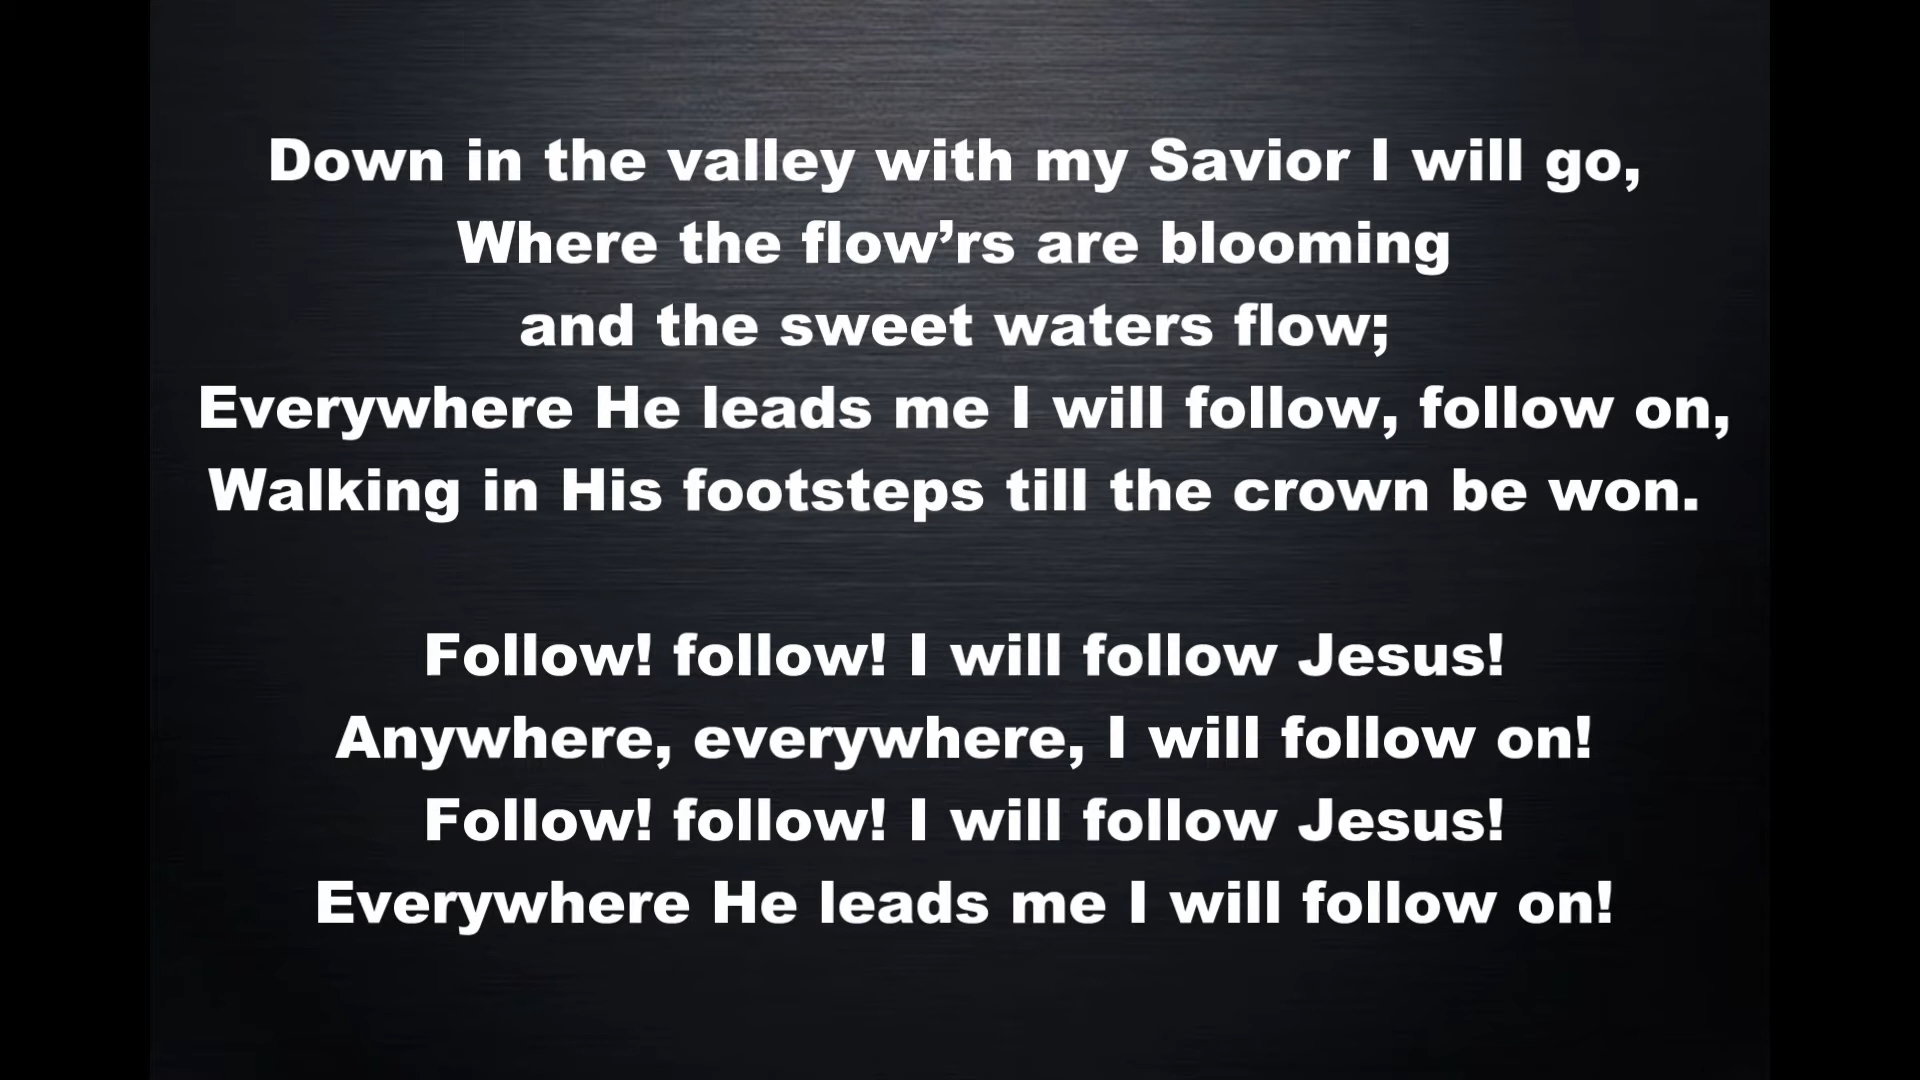 Down in the valley with my Savior I will go,
Where the flow’rs are blooming
and the sweet waters flow;
Everywhere He leads me I will follow, follow on,
Walking in His footsteps till the crown be won.
Follow! follow! I will follow Jesus!
Anywhere, everywhere, I will follow on!
Follow! follow! I will follow Jesus!
Everywhere He leads me I will follow on!